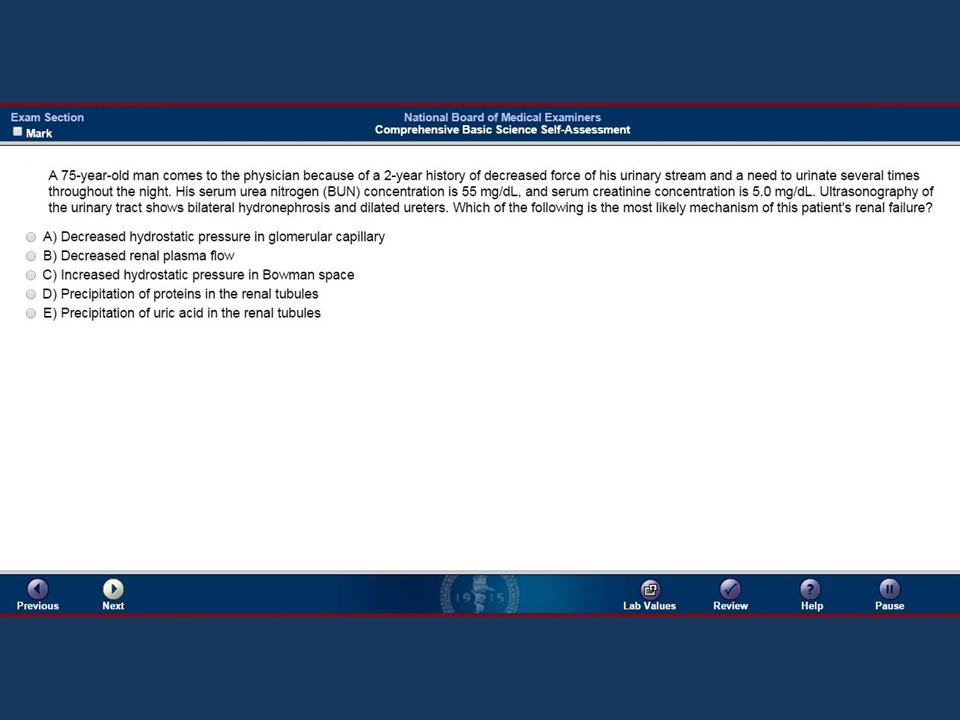 Exam Section
Mark
National Board of Medical Examiners
Comprehensive Basic Science Self-Assessment
A 75-year-old man comes to the physician because of a 2-year history of decreased force of his urinary stream and a need to urinate several times
throughout the night. His serum urea nitrogen (BUN) concentration is 55 mg/dL, and serum creatinine concentration is 5.0 mg/dL. Ultrasonography of
the urinary tract shows bilateral hydronephrosis and dilated ureters. Which of the following is the most likely mechanism of this patient's renal failure?
A) Decreased hydrostatic pressure in glomerular capillary
B) Decreased renal plasma flow
C) Increased hydrostatic pressure in Bowman space
D) Precipitation of proteins in the renal tubules
E) Precipitation of uric acid in the renal tubules
1915
Previous
Next
Lab Values
Review
Help
Pause